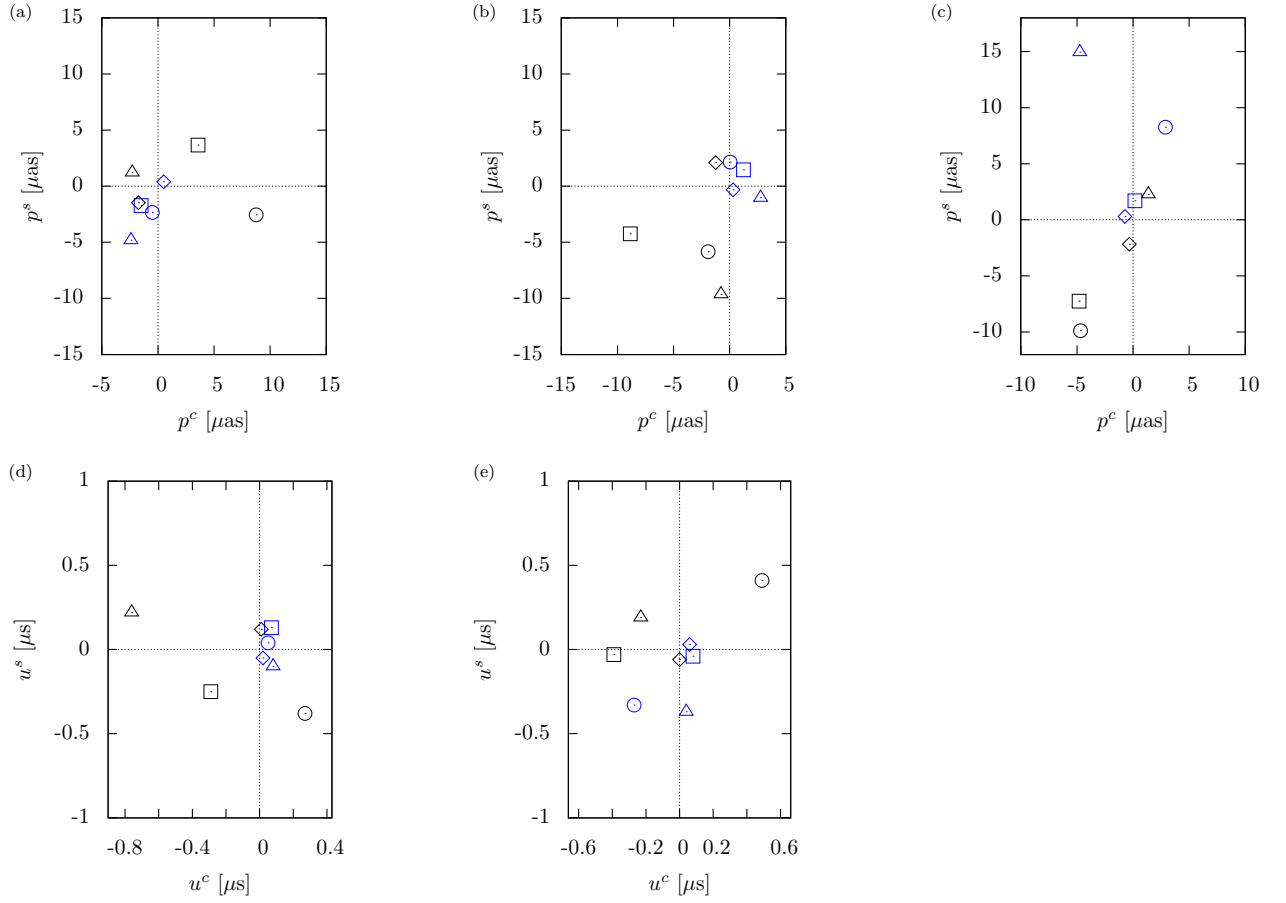 (a)
15
10
5
0
-5
-10
-15
-5 0 5 10 15
p^s [μas]
p^c [μas]
(b)
15
10
5
0
-5
-10
-15
-15 -10 -5 0 5
p^s [μas]
p^c [μas]
(c)
15
10
5
0
-5
-10
-10 -5 0 5 10
p^s [μas]
p^c [μas]
(d)
1
0.5
0
-0.5
-1
-0.8 -0.4 0 0.4
u^s [μs]
u^c [μs]
(e)
1
0.5
0
-0.5
-1
-0.6 -0.2 0 0.2 0.6
u^s [μs]
u^c [μs]